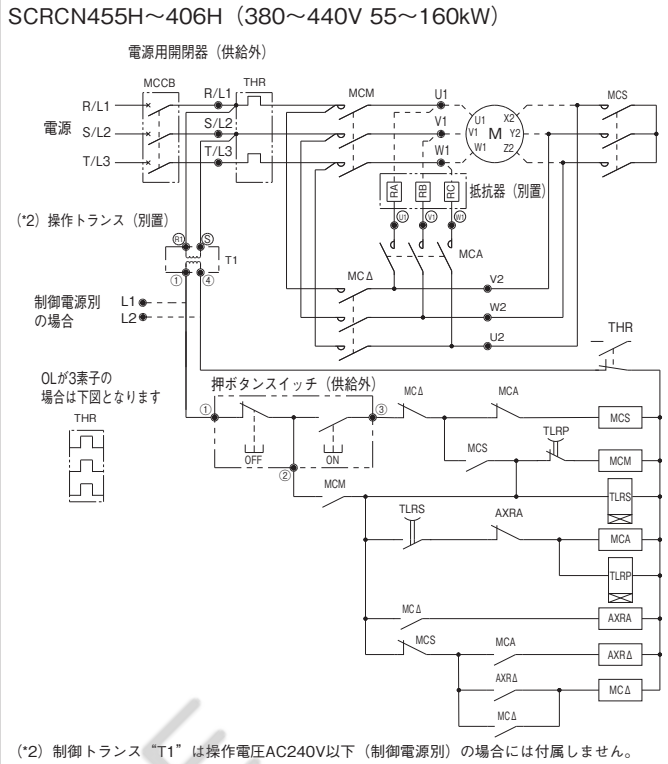 SCRCN455H～406H（380～440V 55～160kW）
電源用開閉器（供給外）
MCCB R/L1 THR MCM U1 MCS
R/L1
電源 S/L2 S/L2 V1 U1 X2 V1 M Y2 W1 Z2
T/L3 T/L3 W1
RA RB RC 抵抗器（別置）
U1 V1 W1
(*2) 操作トランス（別置）
R1 S
T1
① ④
MCA
MCΔ V2
W2
U2
制御電源別 L1
の場合 L2
THR
OLが3素子の
場合は下図となります
THR
押ボタンスイッチ（供給外）
① ③ MCΔ MCA MCS
OFF ON
②
MCS TLRP MCM
MCM TLRS
TLRS AXRA MCA
TLRP
MCΔ AXRA
MCS MCA AXRΔ
AXRΔ MCΔ
MCΔ
(*2) 制御トランス“T1”は操作電圧AC240V以下（制御電源別）の場合には付属しません。